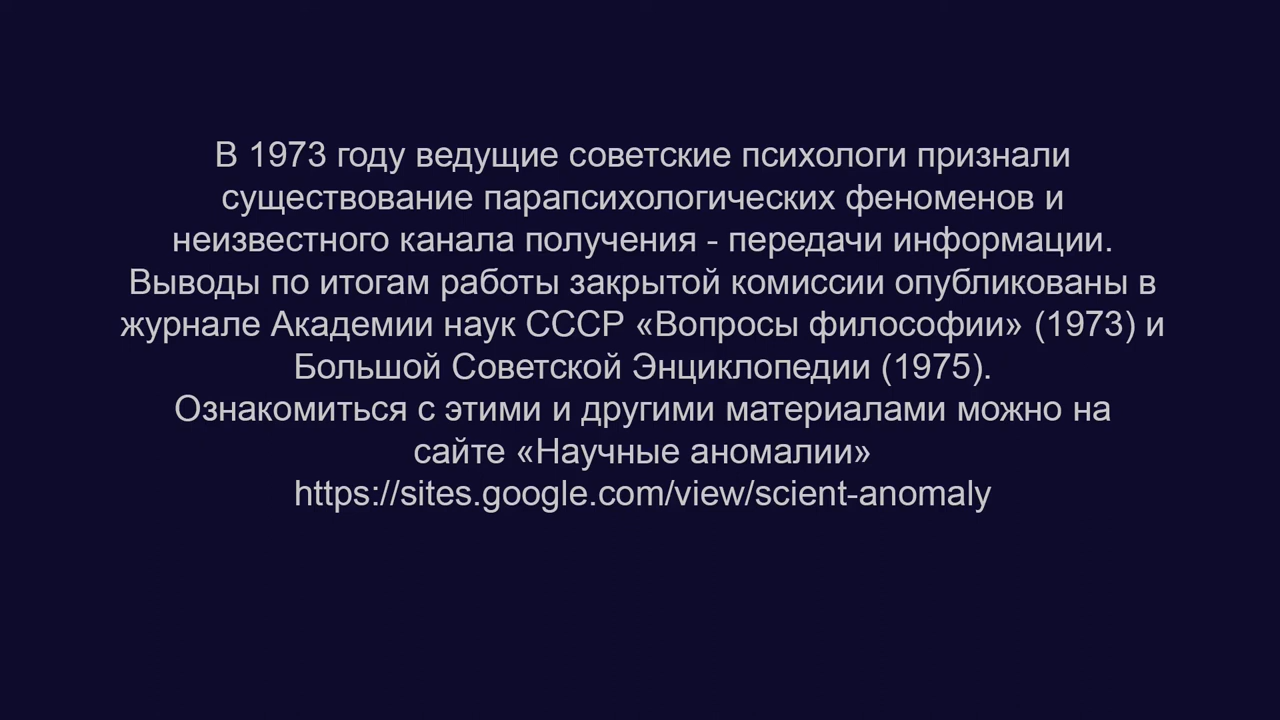 В 1973 году ведущие советские психологи признали
существование парапсихологических феноменов и
неизвестного канала получения - передачи информации.
Выводы по итогам работы закрытой комиссии опубликованы в
журнале Академии наук СССР «Вопросы философии» (1973) и
Большой Советской Энциклопедии (1975).
Ознакомиться с этими и другими материалами можно на
сайте «Научные аномалии»
https://sites.google.com/view/scient-anomaly